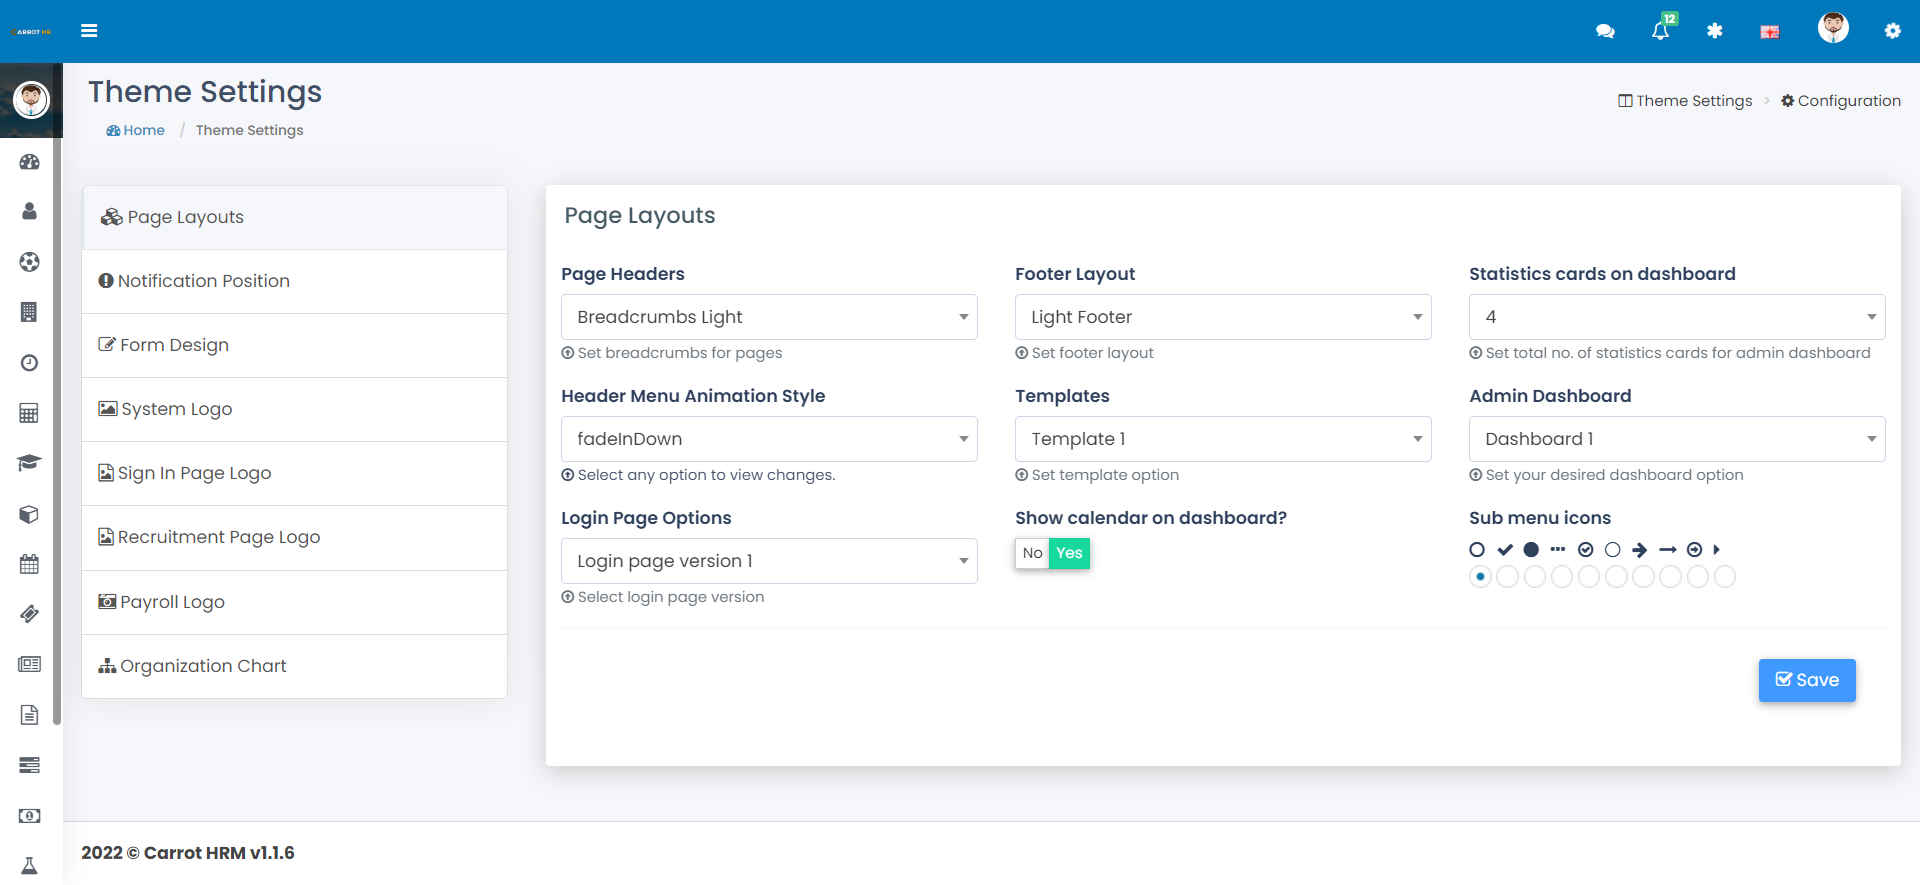 ARROT HR
12
Theme Settings
Home / Theme Settings
Theme Settings > Configuration
Page Layouts
Notification Position
Form Design
System Logo
Sign In Page Logo
Recruitment Page Logo
Payroll Logo
Organization Chart
Page Layouts
Page Headers
Breadcrumbs Light
Set breadcrumbs for pages
Footer Layout
Light Footer
Set footer layout
Statistics cards on dashboard
4
Set total no. of statistics cards for admin dashboard
Header Menu Animation Style
fadeInDown
Select any option to view changes.
Templates
Template 1
Set template option
Admin Dashboard
Dashboard 1
Set your desired dashboard option
Login Page Options
Login page version 1
Select login page version
Show calendar on dashboard?
No Yes
Sub menu icons
Save
2022 © Carrot HRM v1.1.6